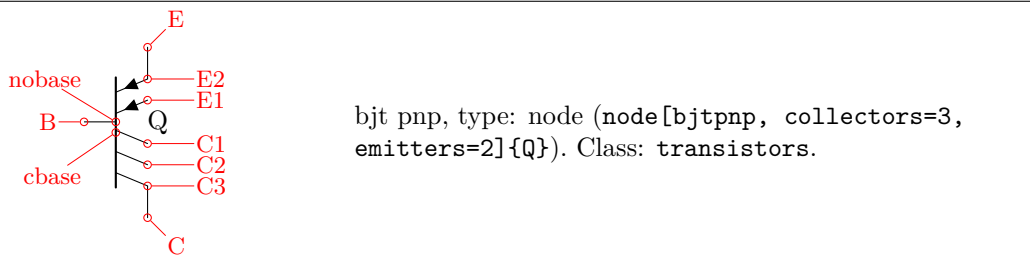 E
nobase
E2
E1
B
Q
C1
C2
cbase
C3
C
bjt pnp, type: node (node[bjtpnp, collectors=3,
emitters=2]{Q}). Class: transistors.